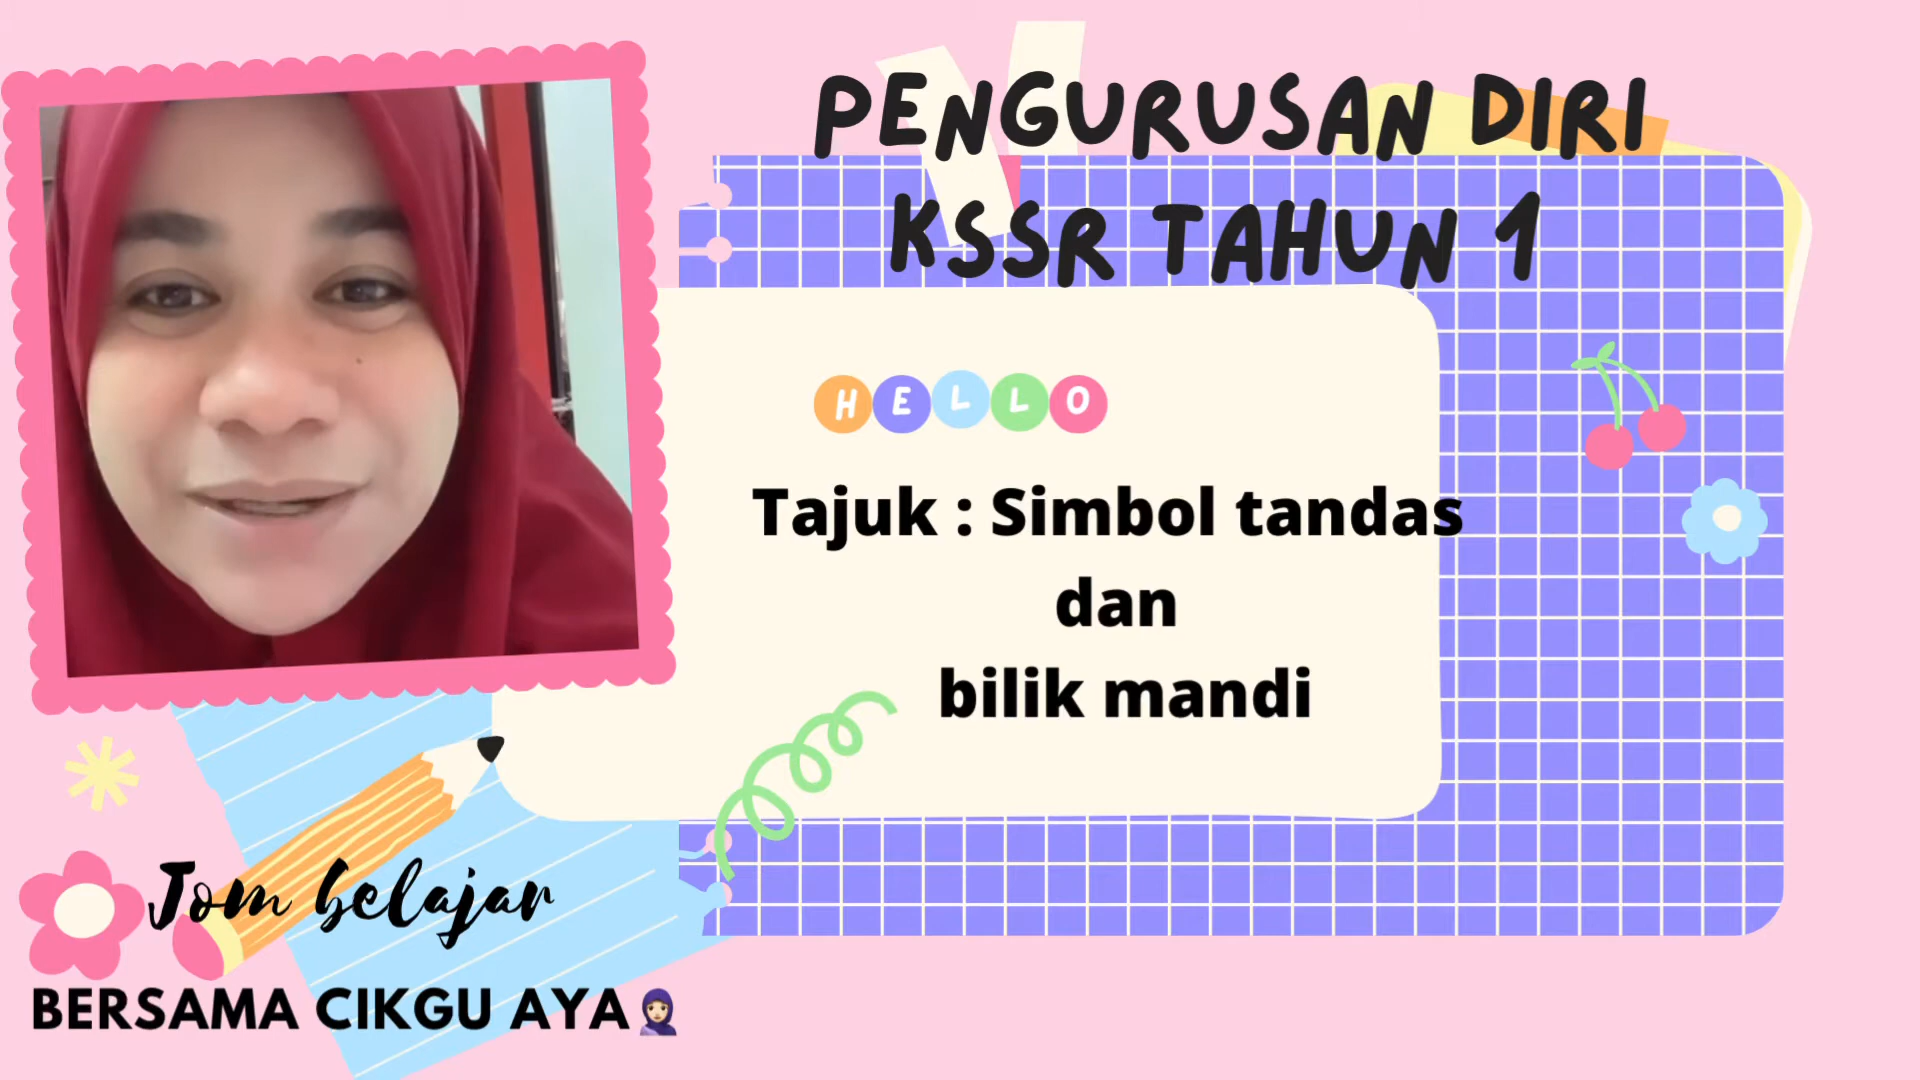 PENGURUSAN DIRI
KSSR TAHUN 1
HELLO
Tajuk : Simbol tandas
dan
bilik mandi
Jom belajar
BERSAMA CIKGU AYA